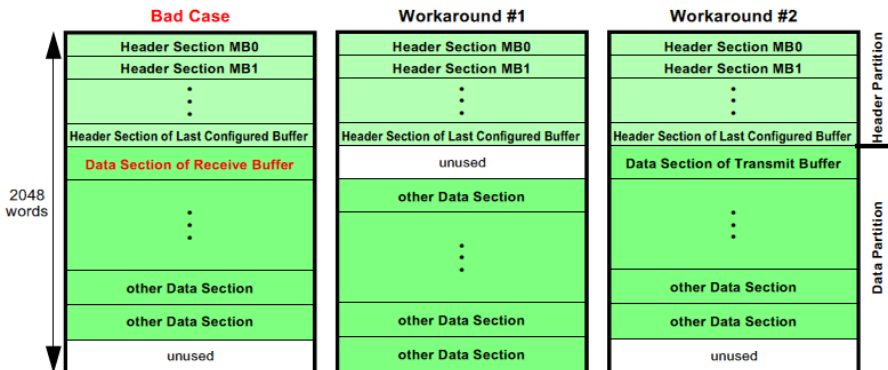 Bad Case
Workaround #1
Workaround #2
Header Section MB0
Header Section MB1
Header Section of Last Configured Buffer
Data Section of Receive Buffer
other Data Section
other Data Section
unused
Header Section MB0
Header Section MB1
Header Section of Last Configured Buffer
unused
other Data Section
other Data Section
other Data Section
Header Section MB0
Header Section MB1
Header Section of Last Configured Buffer
Data Section of Transmit Buffer
other Data Section
other Data Section
unused
2048
words
Header Partition
Data Partition